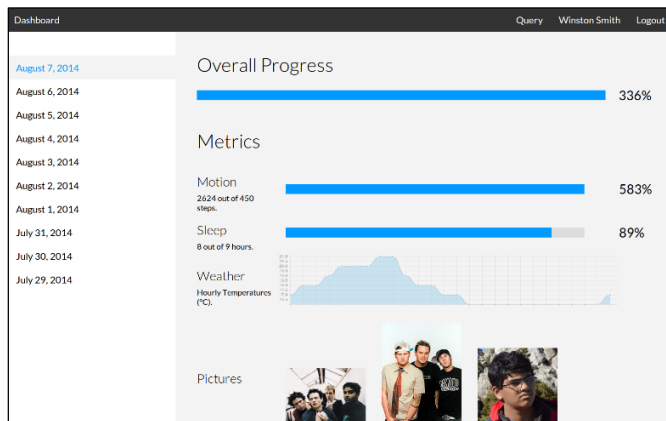 Dashboard
Query
Winston Smith
Logout
August 7, 2014
August 6, 2014
August 5, 2014
August 4, 2014
August 3, 2014
August 2, 2014
August 1, 2014
July 31, 2014
July 30, 2014
July 29, 2014
Overall Progress
336%
Metrics
Motion
2624 out of 450
steps.
583%
Sleep
8 out of 9 hours.
89%
Weather
Hourly Temperatures
(°C).
Pictures